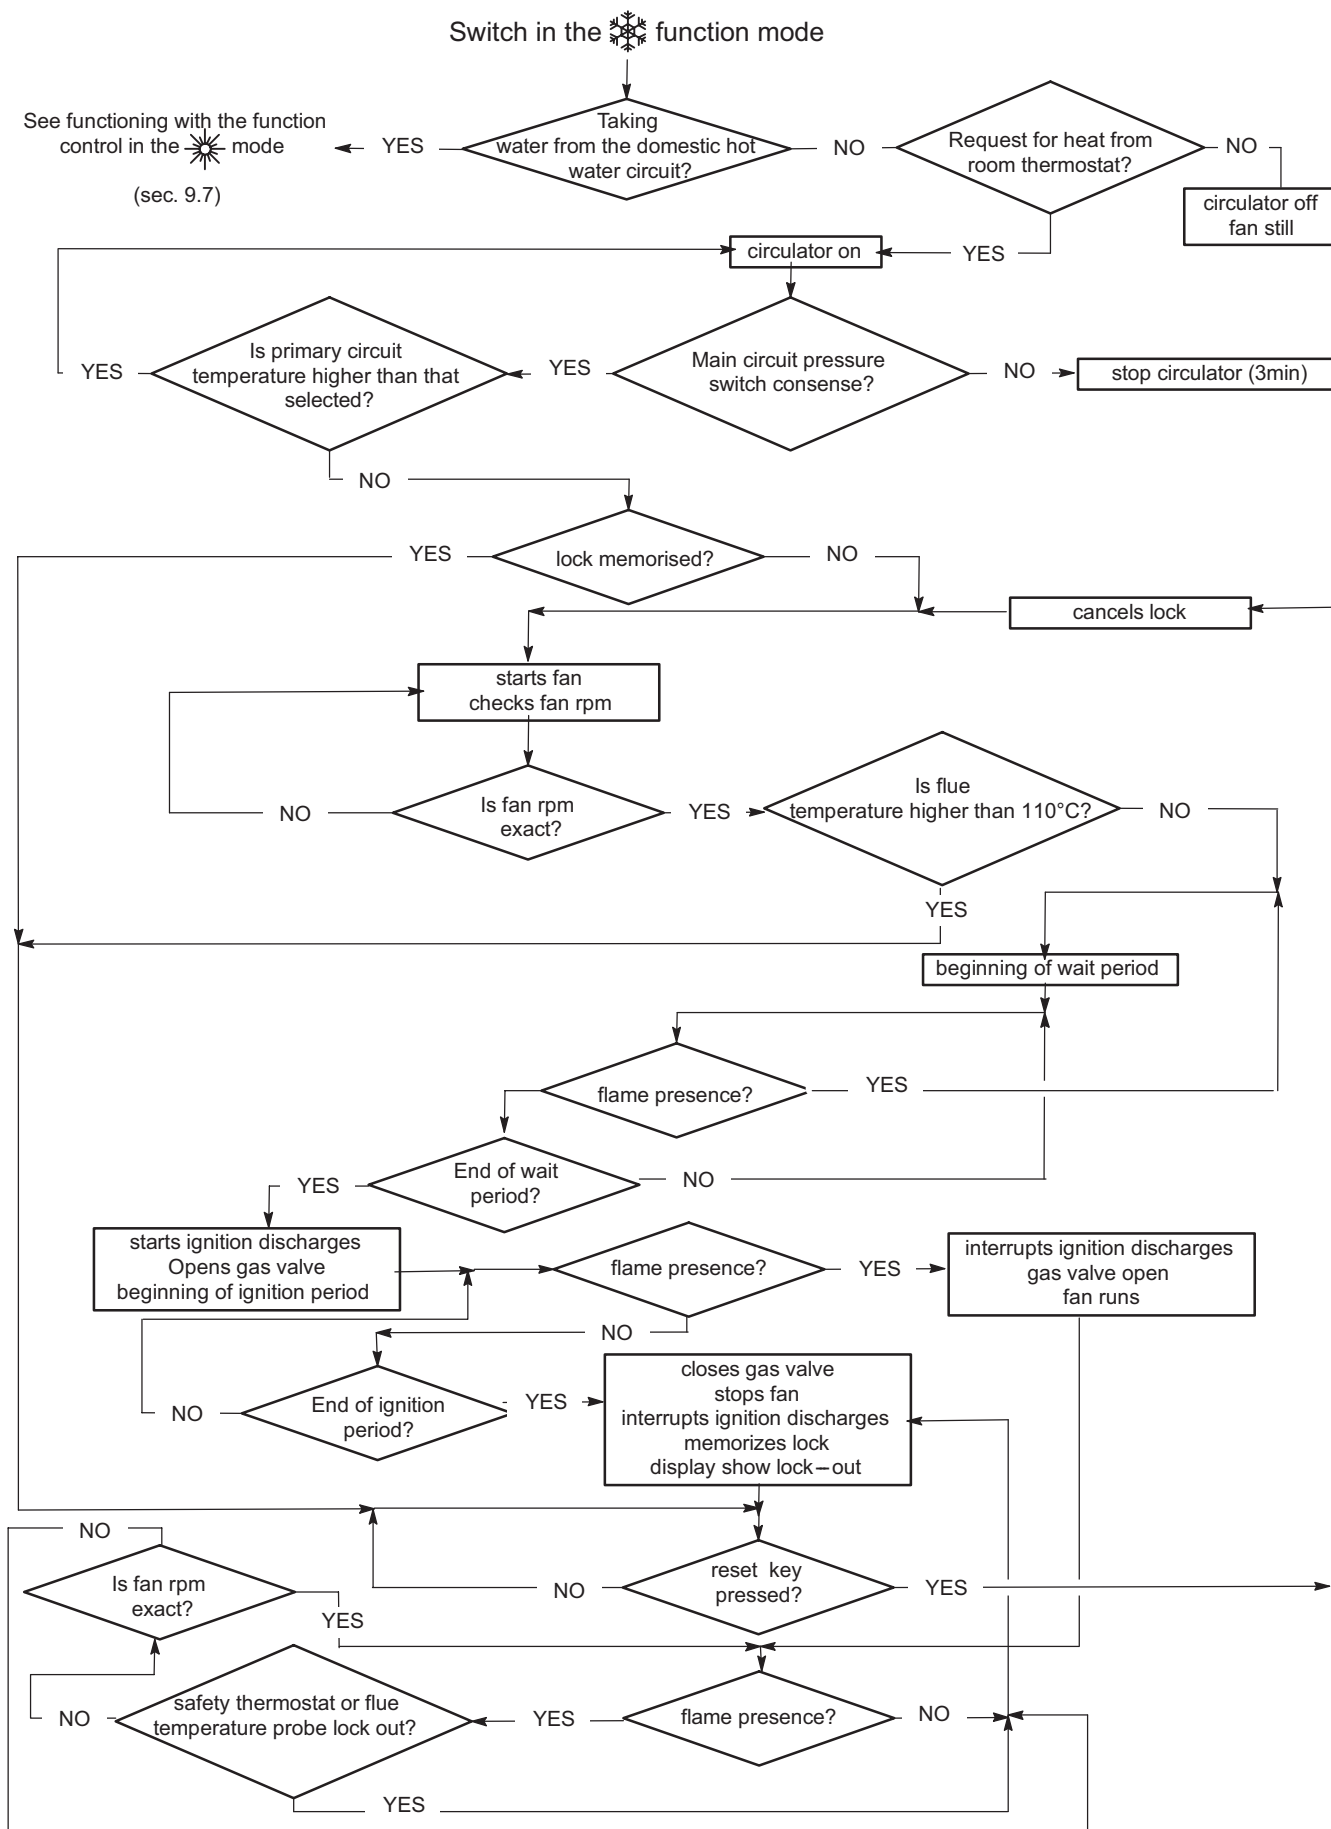 Switch in the function mode
See functioning with the function
control in the mode
(sec. 9.7)
YES
Taking
water from the domestic hot
water circuit?
NO
Request for heat from
room thermostat?
NO
circulator off
fan still
circulator on
YES
YES
Is primary circuit
temperature higher than that
selected?
YES
Main circuit pressure
switch consense?
NO
stop circulator (3min)
NO
YES
lock memorised?
NO
cancels lock
starts fan
checks fan rpm
NO
Is fan rpm
exact?
YES
Is flue
temperature higher than 110°C?
NO
YES
beginning of wait period
flame presence?
YES
End of wait
period?
YES
NO
starts ignition discharges
Opens gas valve
beginning of ignition period
flame presence?
YES
interrupts ignition discharges
gas valve open
fan runs
NO
NO
End of ignition
period?
YES
closes gas valve
stops fan
interrupts ignition discharges
memorizes lock
display show lock–out
NO
Is fan rpm
exact?
YES
NO
reset key
pressed?
YES
NO
safety thermostat or flue
temperature probe lock out?
YES
flame presence?
NO
YES